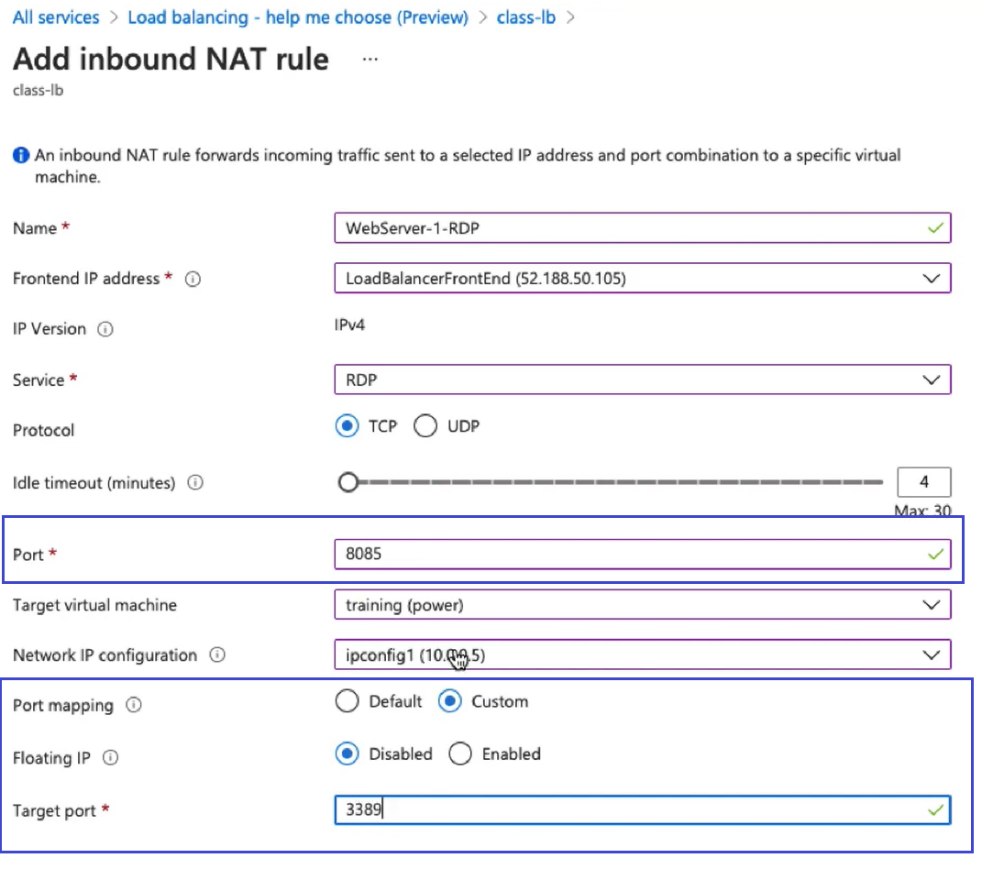 All services > Load balancing - help me choose (Preview) > class-lb >
Add inbound NAT rule ...
class-lb
An inbound NAT rule forwards incoming traffic sent to a selected IP address and port combination to a specific virtual
machine.
Name * WebServer-1-RDP
Frontend IP address * LoadBalancerFrontEnd (52.188.50.105)
IP Version IPv4
Service * RDP
Protocol TCP UDP
Idle timeout (minutes) 4
Max: 30
Port * 8085
Target virtual machine training (power)
Network IP configuration ipconfig1
Port mapping Default Custom
Floating IP Disabled Enabled
Target port * 3389